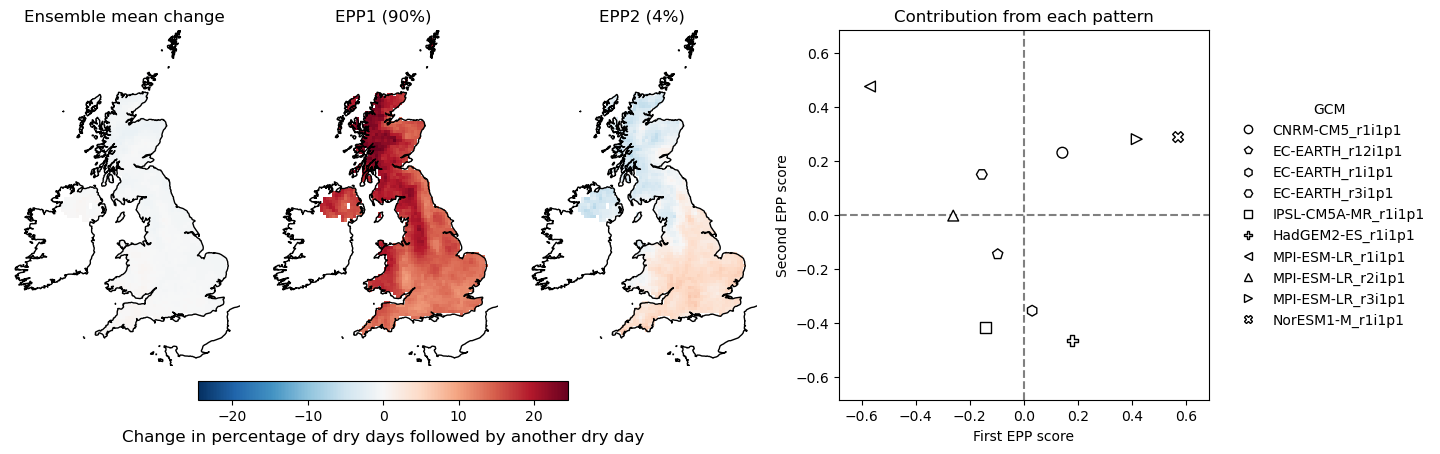 Ensemble mean change
EPP1 (90%)
EPP2 (4%)
−20
−10
0
10
20
Change in percentage of dry days followed by another dry day
Contribution from each pattern
0.6
0.4
0.2
0.0
−0.2
−0.4
−0.6
Second EPP score
−0.6
−0.4
−0.2
0.0
0.2
0.4
0.6
First EPP score
GCM
CNRM-CM5_r1i1p1
EC-EARTH_r12i1p1
EC-EARTH_r1i1p1
EC-EARTH_r3i1p1
IPSL-CM5A-MR_r1i1p1
HadGEM2-ES_r1i1p1
MPI-ESM-LR_r1i1p1
MPI-ESM-LR_r2i1p1
MPI-ESM-LR_r3i1p1
NorESM1-M_r1i1p1